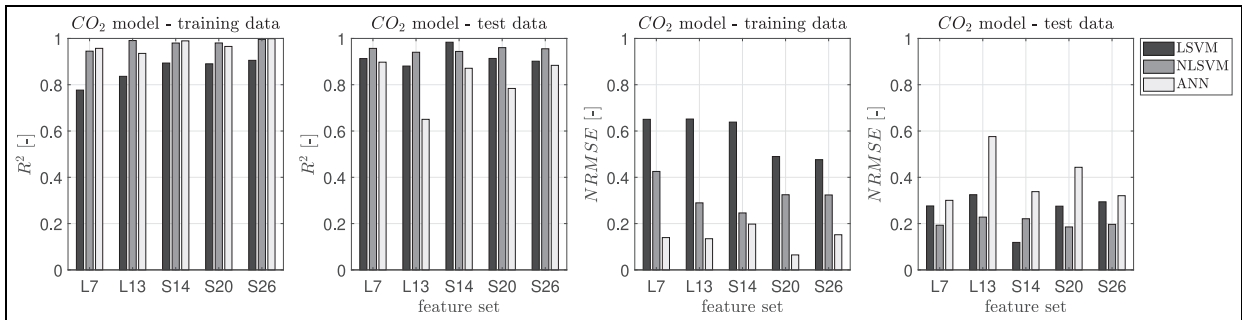 CO2 model - training data
1
0.8
0.6
0.4
0.2
0
R2 [-]
L7 L13 S14 S20 S26
CO2 model - test data
1
0.8
0.6
0.4
0.2
0
R2 [-]
L7 L13 S14 S20 S26
feature set
CO2 model - training data
1
0.8
0.6
0.4
0.2
0
NRMSE [-]
L7 L13 S14 S20 S26
feature set
CO2 model - test data
1
0.8
0.6
0.4
0.2
0
NRMSE [-]
L7 L13 S14 S20 S26
feature set
LSVM
NLSVM
ANN